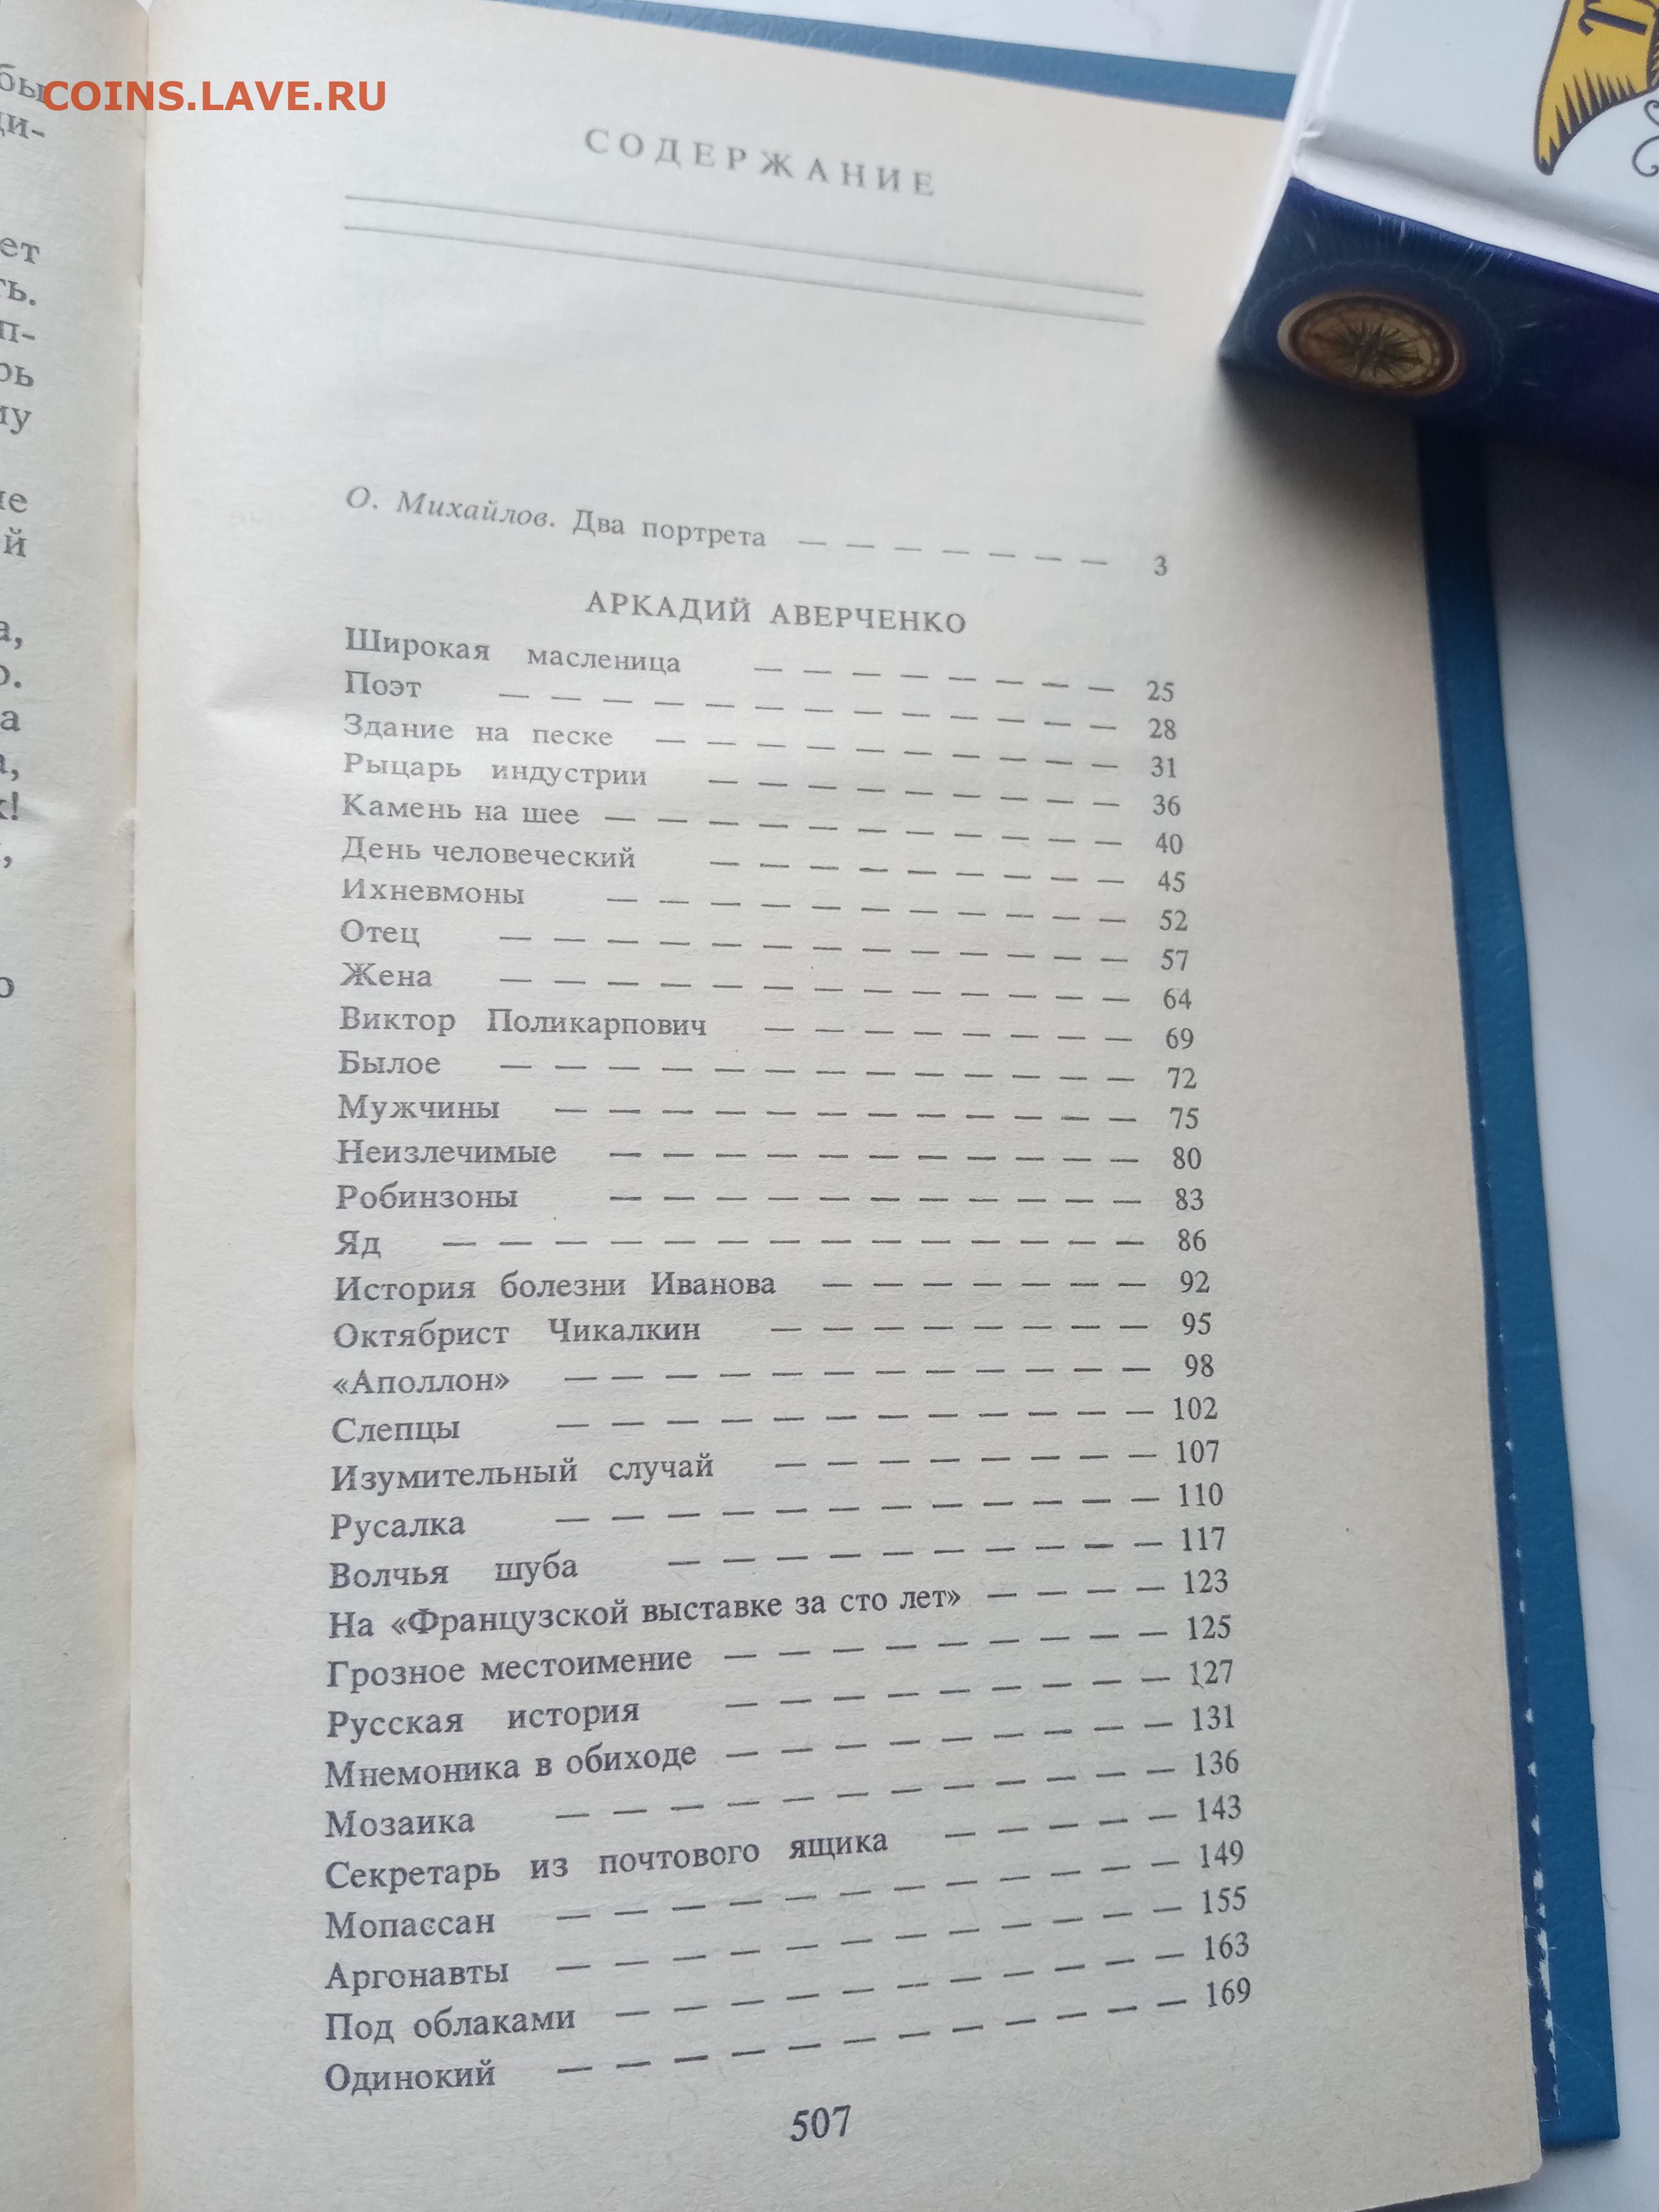 COINS.LAVE.RU
СОДЕРЖАНИЕ
О. Михайлов. Два портрета — — — — — — — 3
АРКАДИЙ АВЕРЧЕНКО
Широкая масленица — — — — — — — 25
Поэт — — — — — — — — — — — — 28
Здание на песке — — — — — — — — — 31
Рыцарь индустрии — — — — — — — — 36
Камень на шее — — — — — — — — — — 40
День человеческий — — — — — — — — 45
Ихневмоны — — — — — — — — — — 52
Отец — — — — — — — — — — — — 57
Жена — — — — — — — — — — — — 64
Виктор Поликарпович — — — — — — — — 69
Былое — — — — — — — — — — — — 72
Мужчины — — — — — — — — — — — 75
Неизлечимые — — — — — — — — — — 80
Робинзоны — — — — — — — — — — 83
Яд — — — — — — — — — — — — — 86
История болезни Иванова — — — — — — — 92
Октябрист Чикалкин — — — — — — — — 95
«Аполлон» — — — — — — — — — — — 98
Слепцы — — — — — — — — — — — 102
Изумительный случай — — — — — — — — 107
Русалка — — — — — — — — — — — 110
Волчья шуба — — — — — — — — — 117
На «Французской выставке за сто лет» — — — — 123
Грозное местоимение — — — — — — — — — 125
Русская история — — — — — — — — — 127
Мнемоника в обиходе — — — — — — — — — 131
Мозаика — — — — — — — — — — — — 136
Секретарь из почтового ящика — — — — — 143
Мопассан — — — — — — — — — — — — 149
Аргонавты — — — — — — — — — — — — 155
Под облаками — — — — — — — — — — — 163
Одинокий — — — — — — — — — — — — 169
507